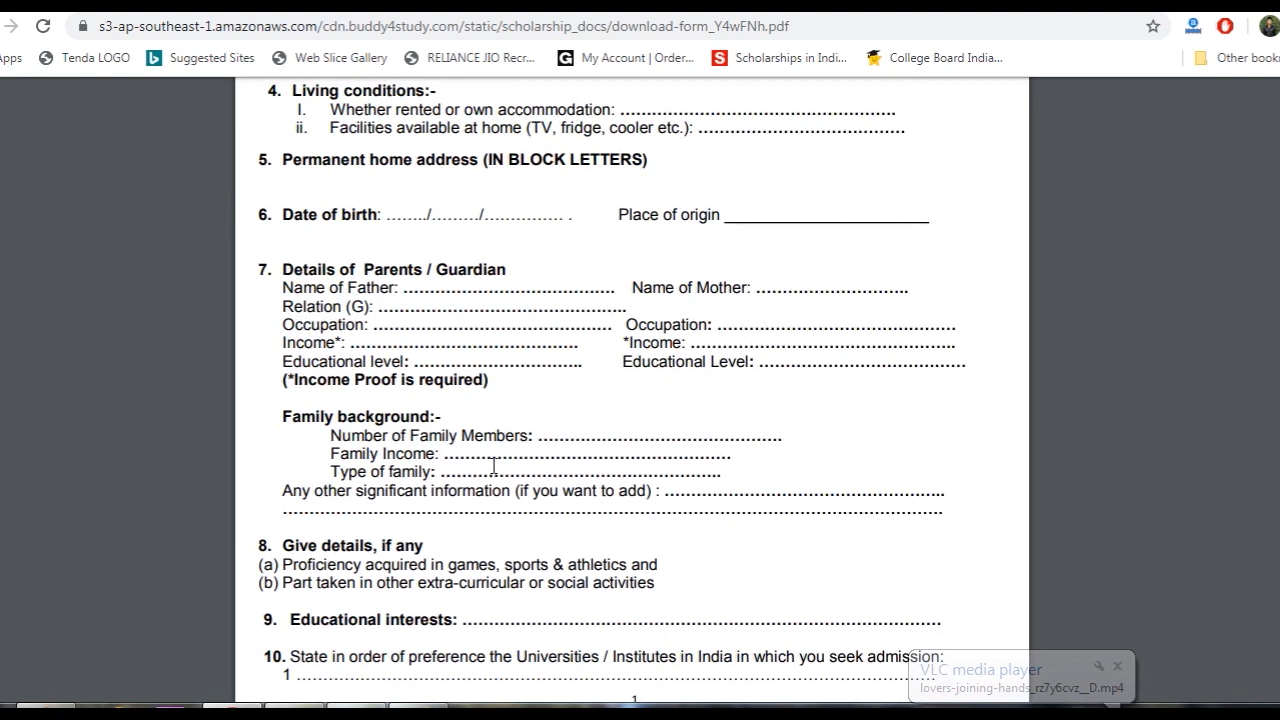 s3-ap-southeast-1.amazonaws.com/cdn.buddy4study.com/static/scholarship_docs/download-form_Y4wFNh.pdf
App Tenda LOGO Suggested Sites Web Slice Gallery RELIANCE JIO Recr... My Account | Order... Scholarships in Indi... College Board India... Other book
4. Living conditions:-
I. Whether rented or own accommodation: ……………………………………………
ii. Facilities available at home (TV, fridge, cooler etc.): …………………………………
5. Permanent home address (IN BLOCK LETTERS)
6. Date of birth: ……../………/…………… . Place of origin _______________________
7. Details of Parents / Guardian
Name of Father: …………………………………. Name of Mother: ………………………..
Relation (G): ………………………………………..
Occupation: ……………………………………… Occupation: ………………………………………
Income*: ……………………………………. *Income: …………………………………………..
Educational level: ………………………….. Educational Level: …………………………………
(*Income Proof is required)
Family background:-
Number of Family Members: ……………………………………….
Family Income: ………………………………………………
Type of family: ……………………………………………..
Any other significant information (if you want to add) : ……………………………………………..
……………………………………………………………………………………………………………….
8. Give details, if any
(a) Proficiency acquired in games, sports & athletics and
(b) Part taken in other extra-curricular or social activities
9. Educational interests: ………………………………………………………………………………
10. State in order of preference the Universities / Institutes in India in which you seek admission:
1 ……………………………………………………………………………………………………………
VLC media player
lovers-joining-hands_rz7y6cvz__D.mp4
1